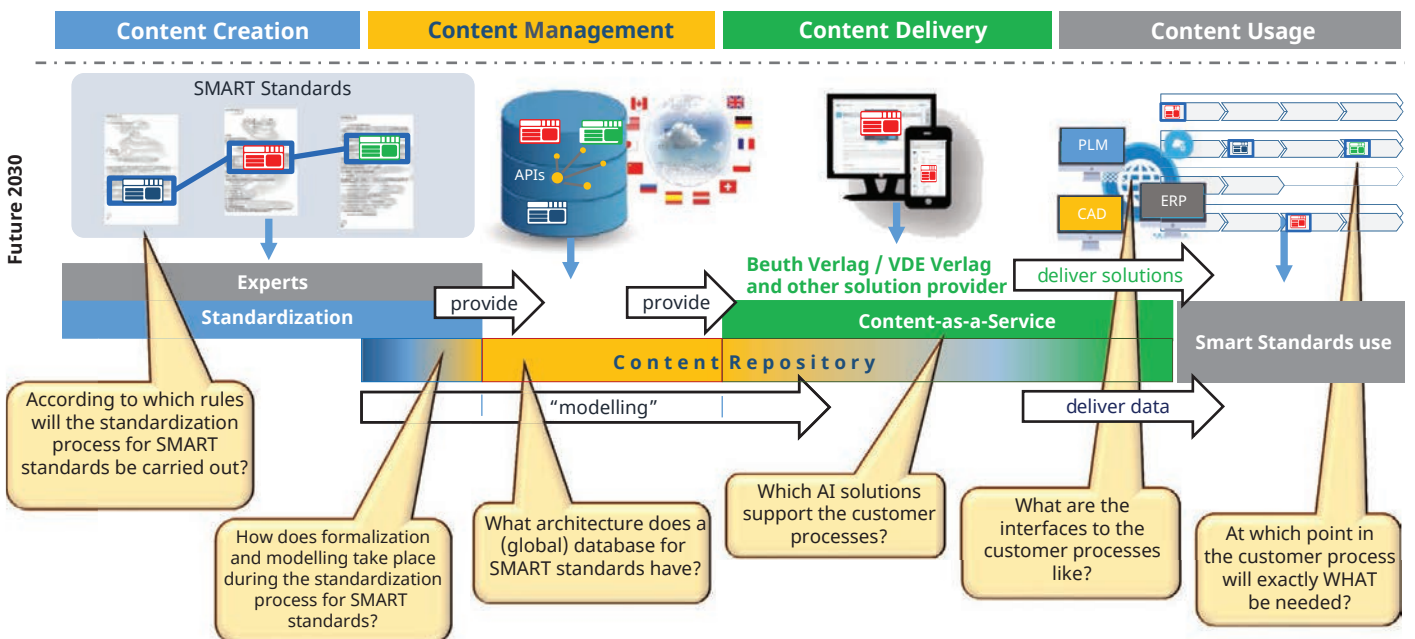 Content Creation
Content Management
Content Delivery
Content Usage
Future 2030
SMART Standards
APIs
PLM
CAD
ERP
Experts
Standardization
provide
provide
Beuth Verlag / VDE Verlag
and other solution provider
Content-as-a-Service
deliver solutions
Smart Standards use
Content Repository
“modelling”
deliver data
According to which rules
will the standardization
process for SMART
standards be carried out?
How does formalization
and modelling take place
during the standardization
process for SMART
standards?
What architecture does a
(global) database for
SMART standards have?
Which AI solutions
support the customer
processes?
What are the
interfaces to the
customer processes
like?
At which point in
the customer process
will exactly WHAT
be needed?